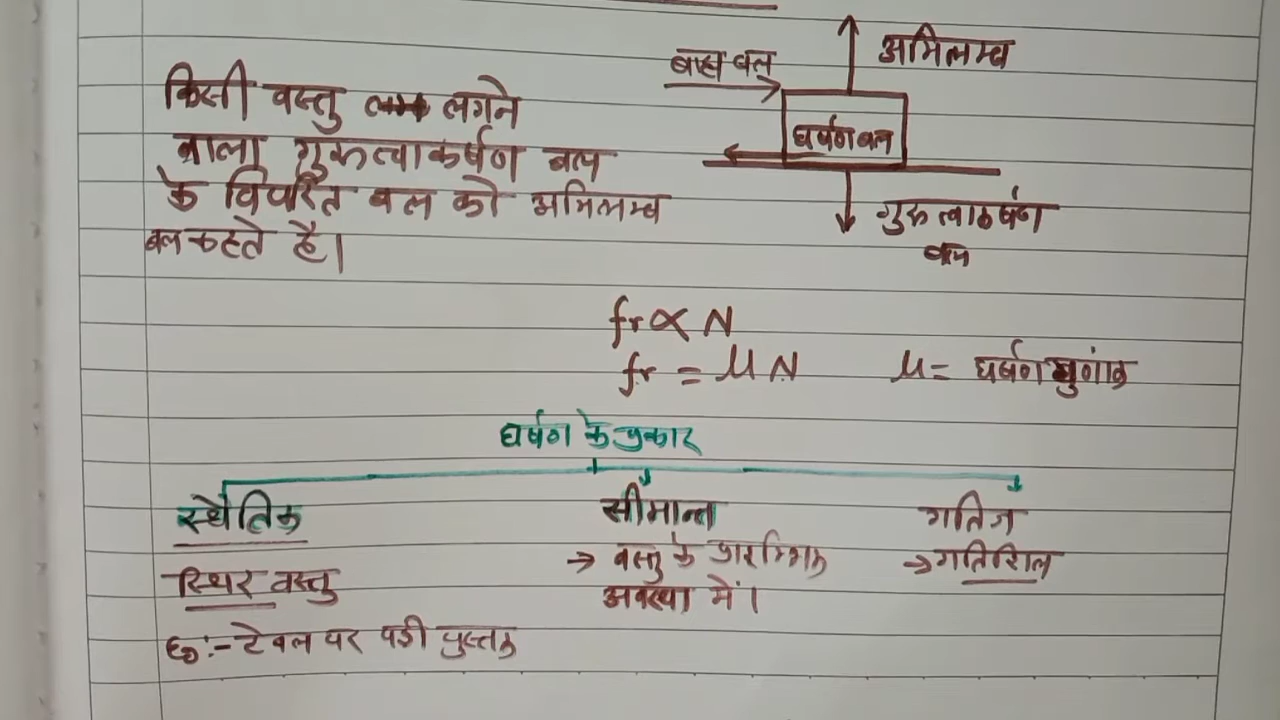 बाह्य बल
अभिलम्ब
किसी वस्तु लगने
वाला गुरुत्वाकर्षण बल
के विपरित बल को अभिलम्ब
बल कहते है।
घर्षण बल
गुरुत्वाकर्षण
बल
fr ∝ N
fr = μN
μ = घर्षण गुणांक
घर्षण के प्रकार
स्थैतिक
सीमान्त
गतिज
स्थिर वस्तु
→ वस्तु के प्रारम्भिक
अवस्था में।
→ गतिशिल
:- टेबल पर पड़ी पुस्तक